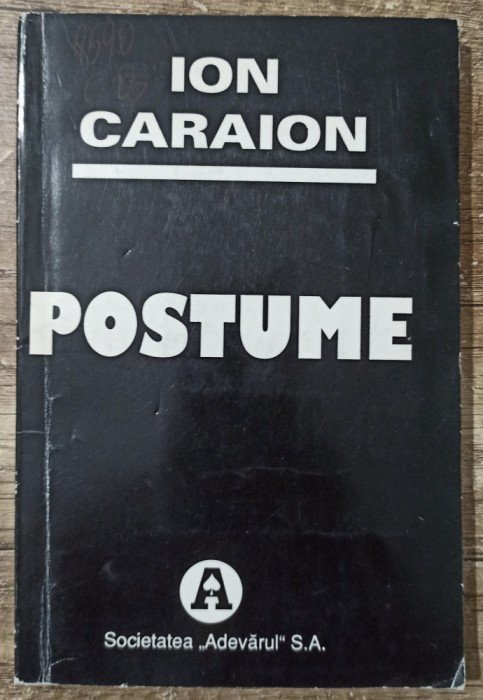 ION
CARAION
POSTUME
A
Societatea „Adevărul" S.A.